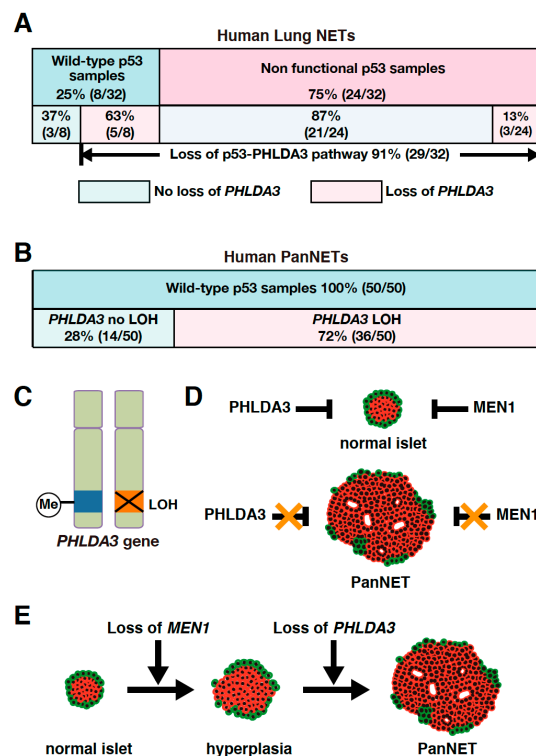 A
Human Lung NETs
Wild-type p53
samples
25% (8/32)
Non functional p53 samples
75% (24/32)
37%
(3/8)
63%
(5/8)
87%
(21/24)
13%
(3/24)
Loss of p53-PHLDA3 pathway 91% (29/32)
No loss of PHLDA3
Loss of PHLDA3
B
Human PanNETs
Wild-type p53 samples 100% (50/50)
PHLDA3 no LOH
28% (14/50)
PHLDA3 LOH
72% (36/50)
C
Me
LOH
PHLDA3 gene
D
PHLDA3
MEN1
normal islet
PHLDA3
MEN1
PanNET
E
Loss of MEN1
Loss of PHLDA3
normal islet
hyperplasia
PanNET